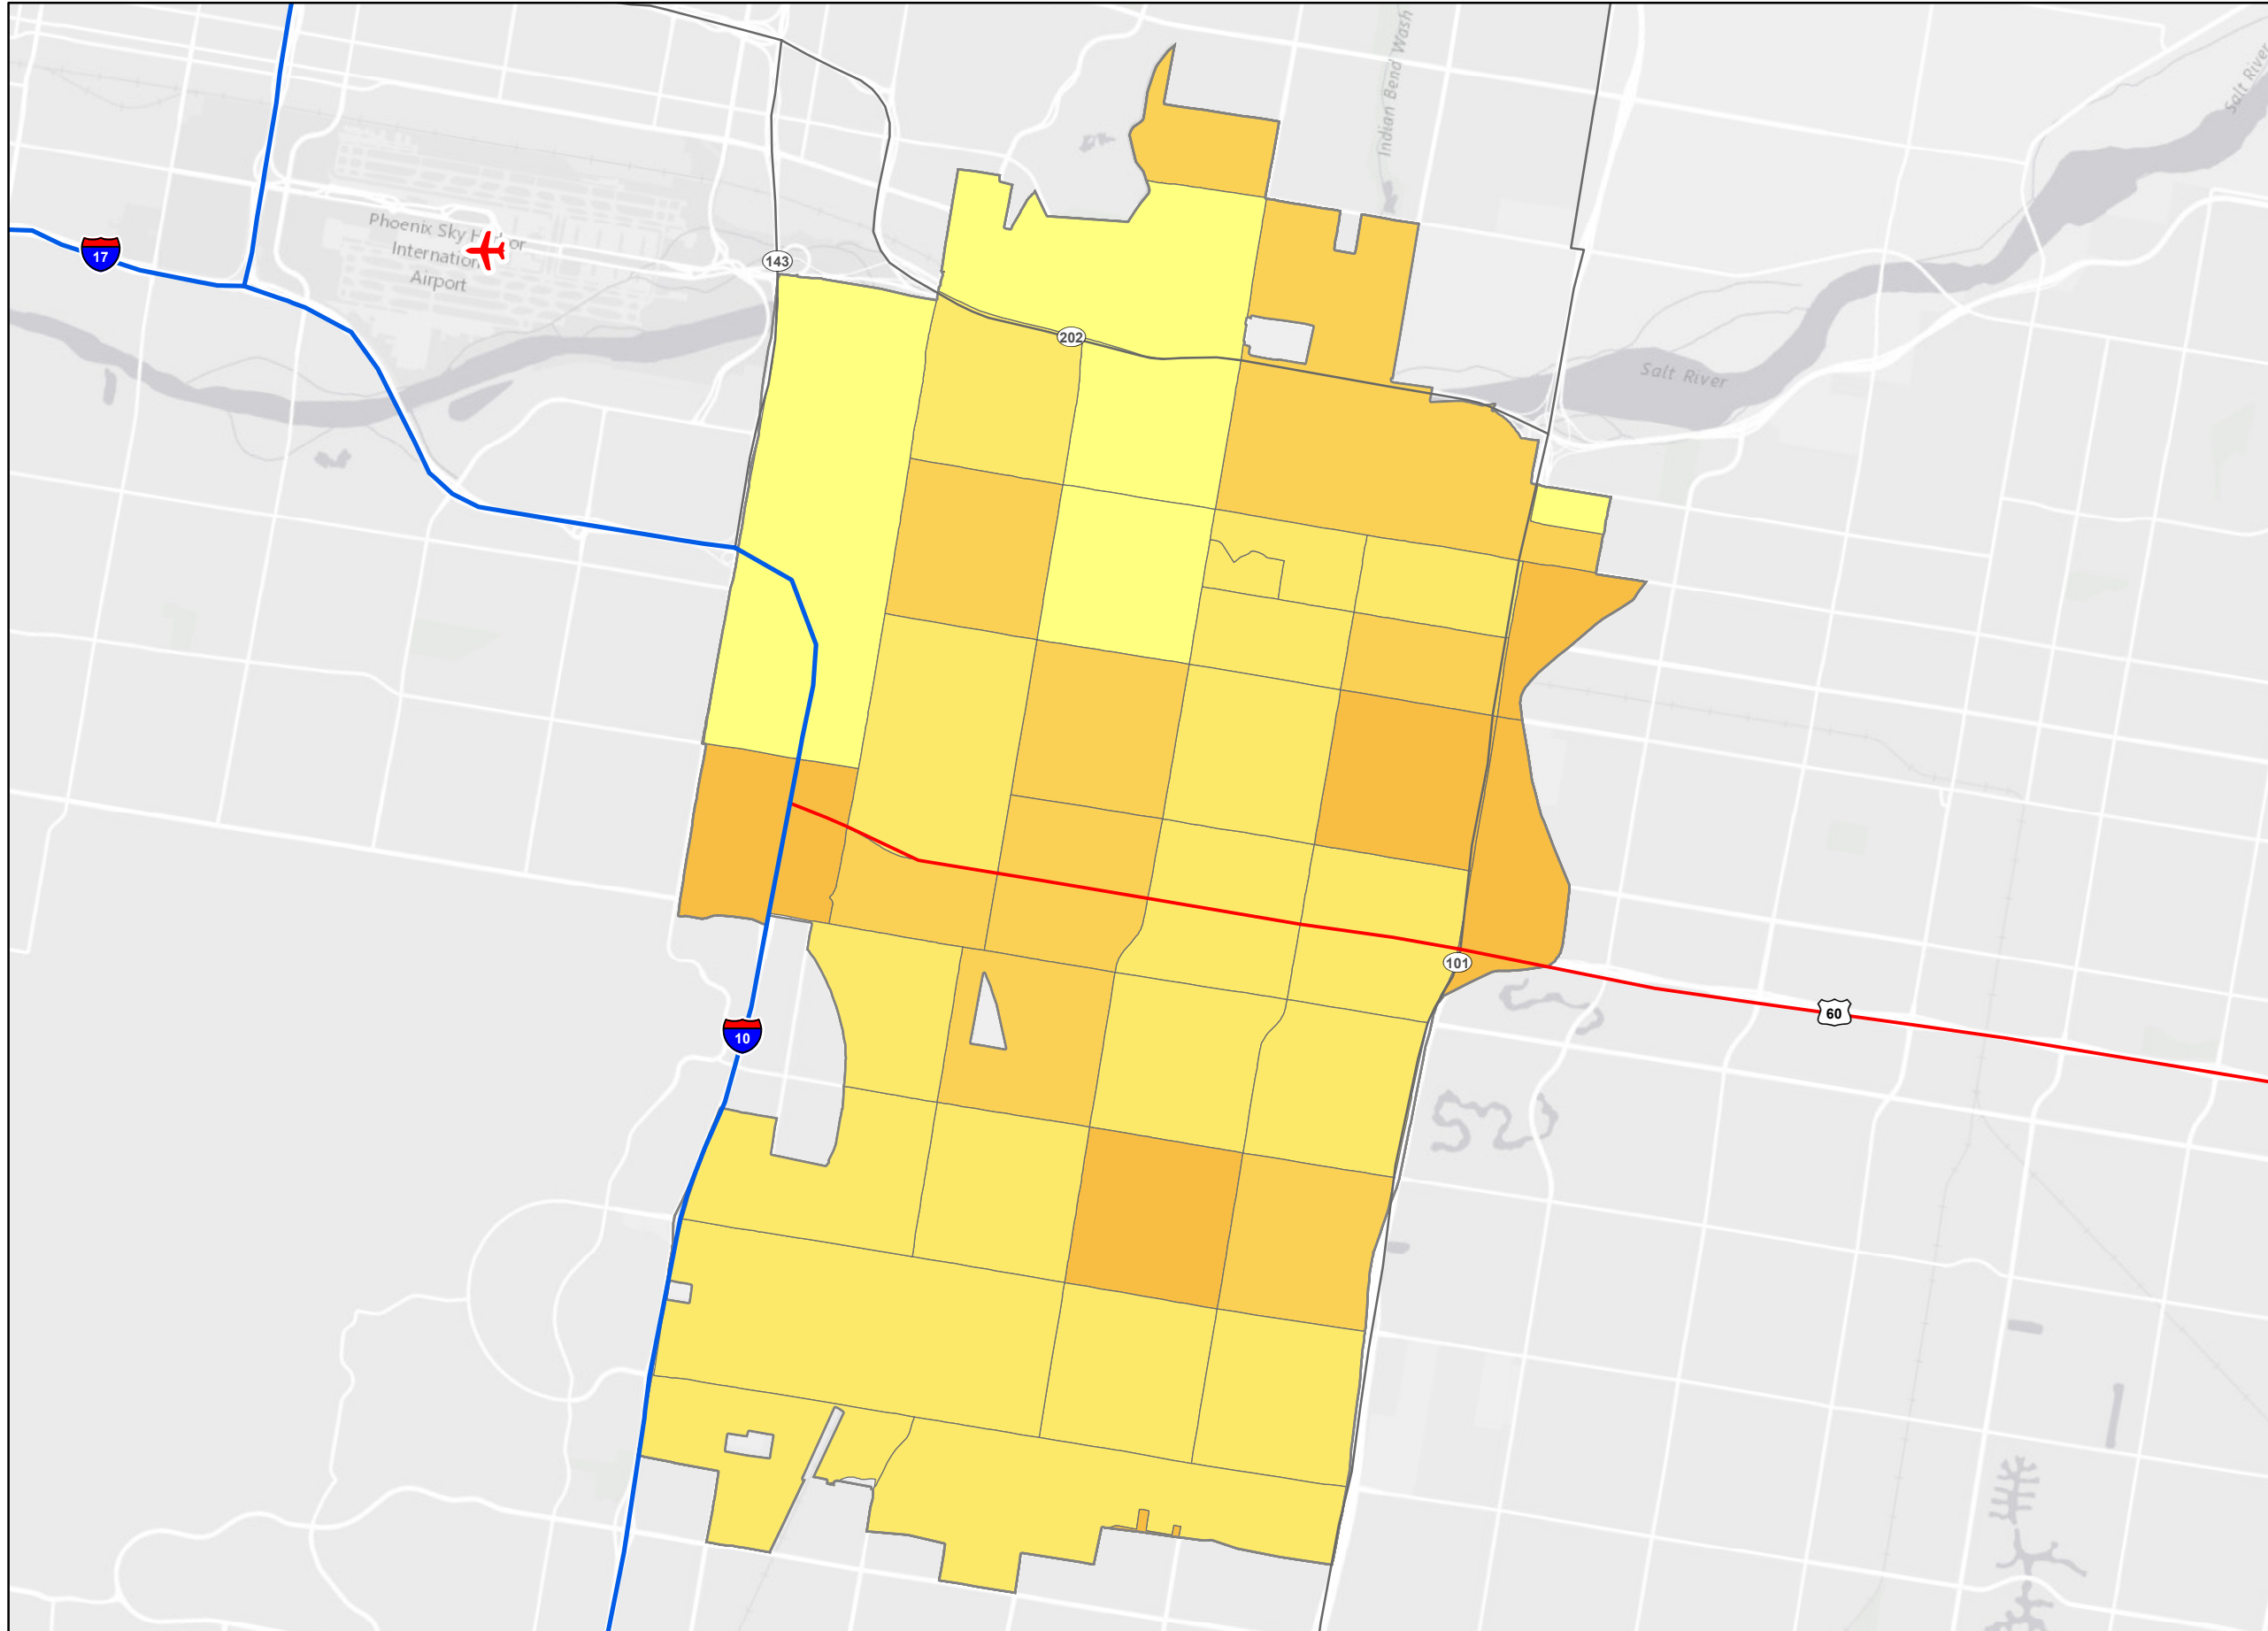 Indian Bend Wash
Salt River
Phoenix Sky Harbor
International
Airport
17
143
202
Salt River
101
60
10